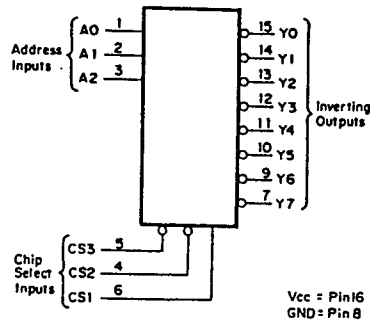 Address
Inputs
A0 1
A1 2
A2 3
15 Y0
14 Y1
13 Y2
12 Y3
11 Y4
10 Y5
9 Y6
7 Y7
Inverting
Outputs
Chip
Select
Inputs
CS3 5
CS2 4
CS1 6
Vcc = Pin16
GND = Pin 8